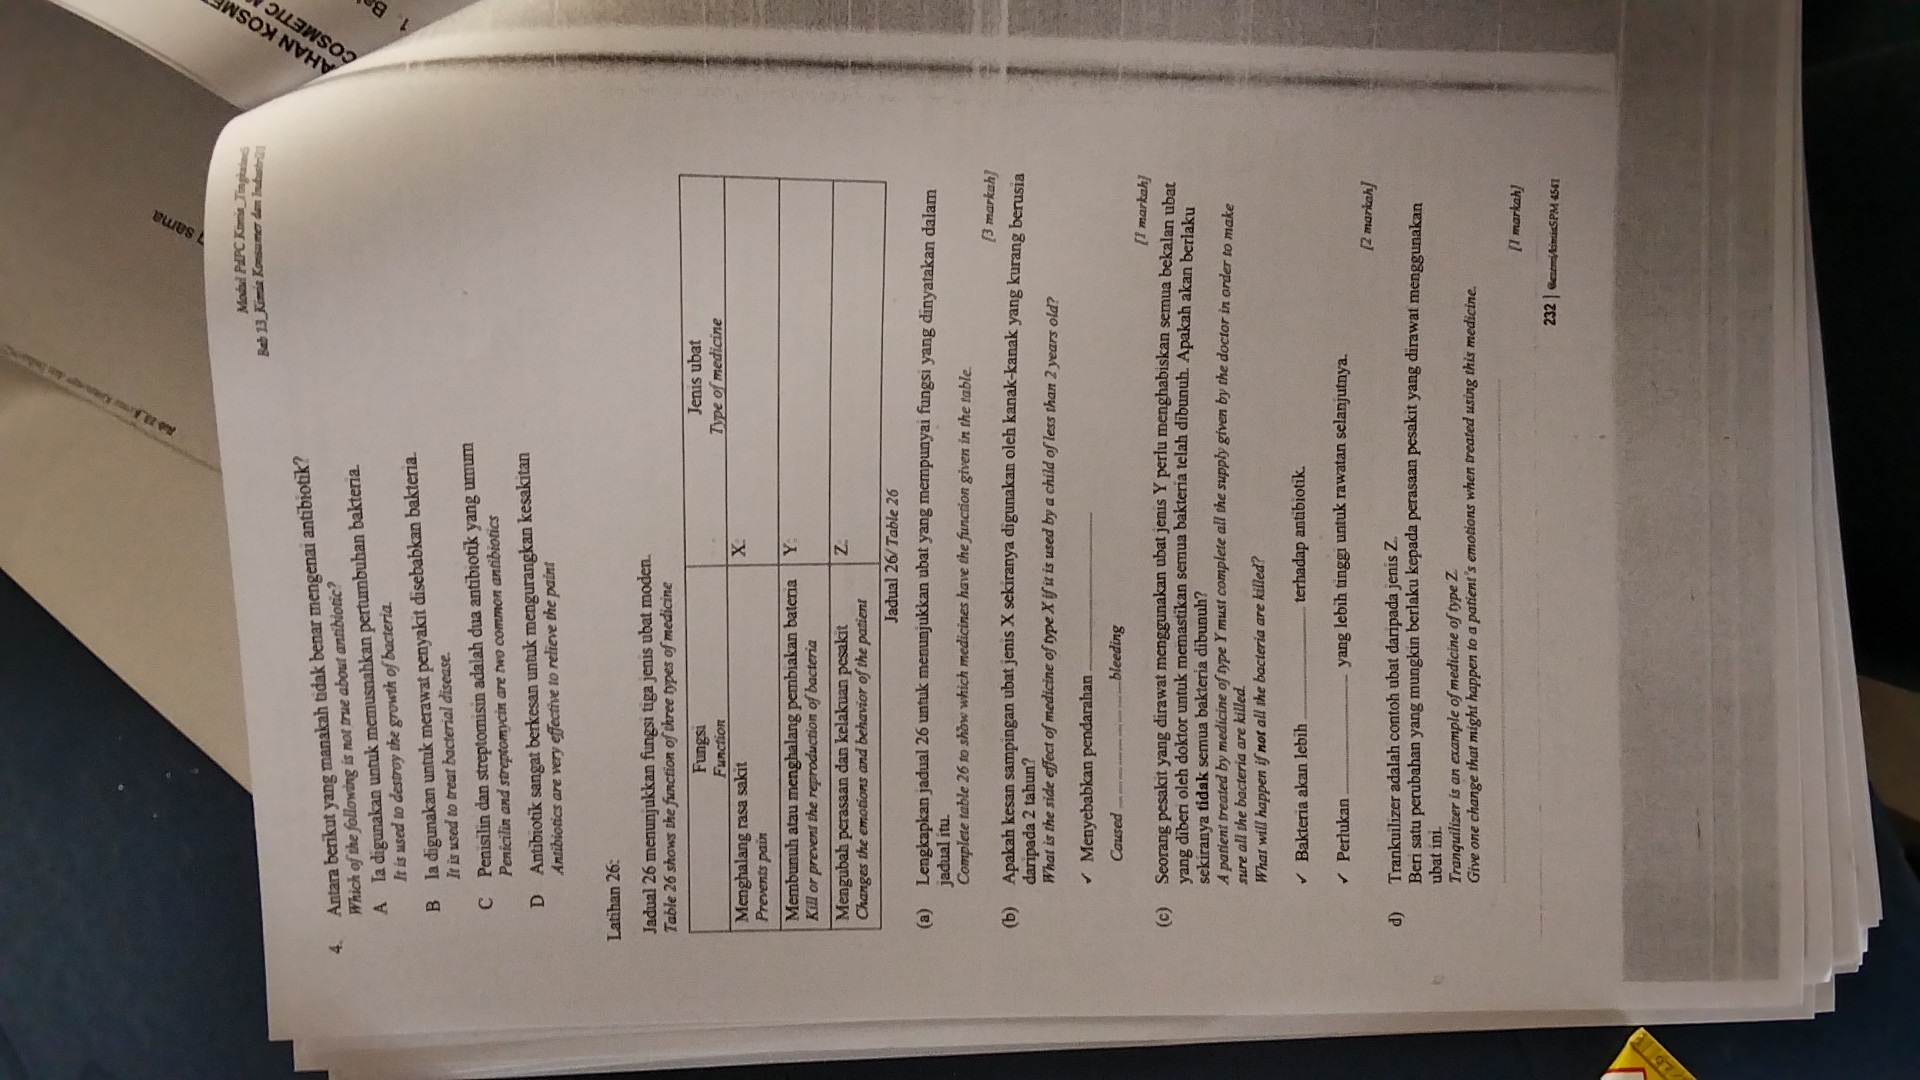 Modul PdPC Kimia_Tingkatan5
Bab 13_Kimia Konsumer dan Industri
4. Antara berikut yang manakah tidak benar mengenai antibiotik?
Which of the following is not true about antibiotic?
A Ia digunakan untuk memusnahkan pertumbuhan bakteria.
It is used to destroy the growth of bacteria.
B Ia digunakan untuk merawat penyakit disebabkan bakteria.
It is used to treat bacterial disease.
C Penisilin dan streptomisin adalah dua antibiotik yang umum
Penicilin and streptomycin are two common antibiotics
D Antibiotik sangat berkesan untuk mengurangkan kesakitan
Antibiotics are very effective to relieve the paint
Latihan 26:
Jadual 26 menunjukkan fungsi tiga jenis ubat moden.
Table 26 shows the function of three types of medicine
Fungsi
Function
Jenis ubat
Type of medicine
Menghalang rasa sakit
Prevents pain
X:
Membunuh atau menghalang pembiakan bateria
Kill or prevent the reproduction of bacteria
Y:
Mengubah perasaan dan kelakuan pesakit
Changes the emotions and behavior of the patient
Z:
Jadual 26/ Table 26
(a) Lengkapkan jadual 26 untuk menunjukkan ubat yang mempunyai fungsi yang dinyatakan dalam
jadual itu.
Complete table 26 to show which medicines have the function given in the table.
[3 markah]
(b) Apakah kesan sampingan ubat jenis X sekiranya digunakan oleh kanak-kanak yang kurang berusia
daripada 2 tahun?
What is the side effect of medicine of type X if it is used by a child of less than 2 years old?
✓ Menyebabkan pendarahan ____________
Caused ____________ bleeding
[1 markah]
(c) Seorang pesakit yang dirawat menggunakan ubat jenis Y perlu menghabiskan semua bekalan ubat
yang diberi oleh doktor untuk memastikan semua bakteria telah dibunuh. Apakah akan berlaku
sekiranya tidak semua bakteria dibunuh?
A patient treated by medicine of type Y must complete all the supply given by the doctor in order to make
sure all the bacteria are killed.
What will happen if not all the bacteria are killed?
✓ Bakteria akan lebih ____________ terhadap antibiotik.
✓ Perlukan ____________ yang lebih tinggi untuk rawatan selanjutnya.
[2 markah]
d) Trankuilizer adalah contoh ubat daripada jenis Z.
Beri satu perubahan yang mungkin berlaku kepada perasaan pesakit yang dirawat menggunakan
ubat ini.
Tranquilizer is an example of medicine of type Z
Give one change that might happen to a patient's emotions when treated using this medicine.
[1 markah]
232 |
AHAN KOSME
COSMETIC
1. Ba
sama